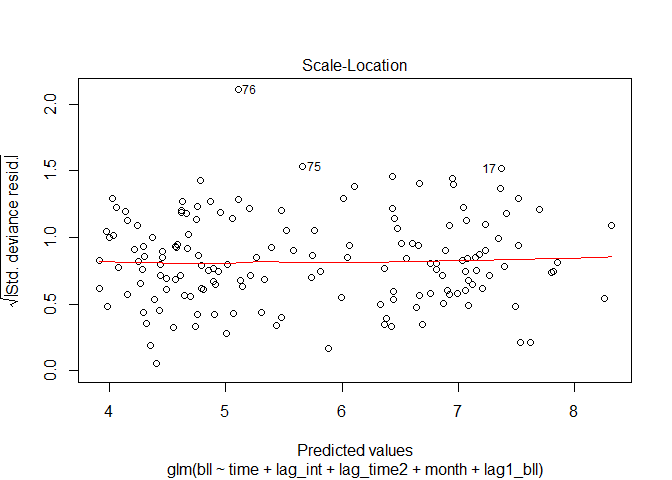 Scale-Location
2.0
1.5
1.0
0.5
0.0
√|Std. deviance resid.|
76
75
17
4 5 6 7 8
Predicted values
glm(bll ~ time + lag_int + lag_time2 + month + lag1_bll)